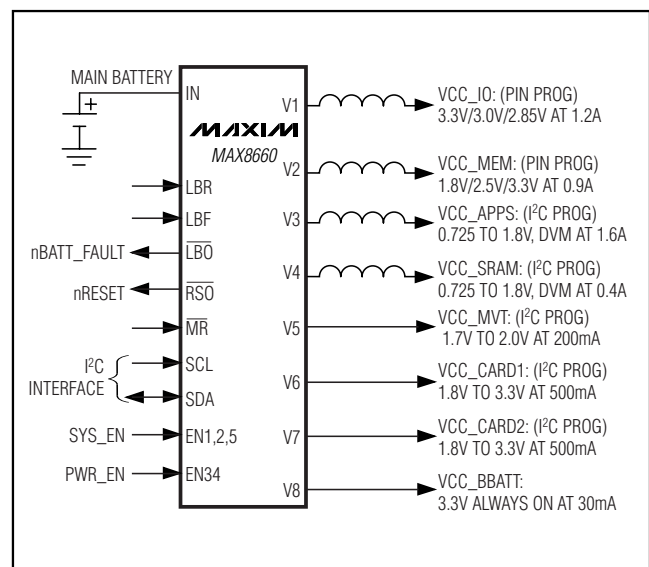 MAIN BATTERY
+
IN
MAXIM
MAX8660
LBR
LBF
nBATT_FAULT
LBO
nRESET
RSO
MR
I²C
INTERFACE
SCL
SDA
SYS_EN
EN1,2,5
PWR_EN
EN34
V1
VCC_IO: (PIN PROG)
3.3V/3.0V/2.85V AT 1.2A
V2
VCC_MEM: (PIN PROG)
1.8V/2.5V/3.3V AT 0.9A
V3
VCC_APPS: (I²C PROG)
0.725 TO 1.8V, DVM AT 1.6A
V4
VCC_SRAM: (I²C PROG)
0.725 TO 1.8V, DVM AT 0.4A
V5
VCC_MVT: (I²C PROG)
1.7V TO 2.0V AT 200mA
V6
VCC_CARD1: (I²C PROG)
1.8V TO 3.3V AT 500mA
V7
VCC_CARD2: (I²C PROG)
1.8V TO 3.3V AT 500mA
V8
VCC_BBATT:
3.3V ALWAYS ON AT 30mA